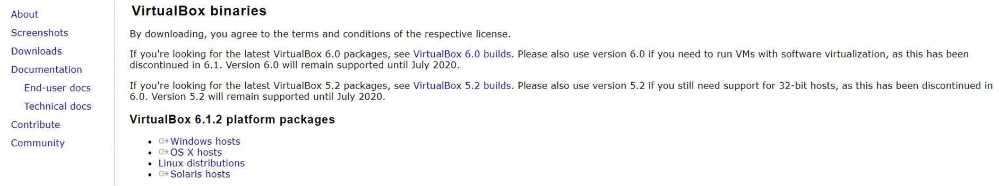 About
Screenshots
Downloads
Documentation
End-user docs
Technical docs
Contribute
Community
VirtualBox binaries
By downloading, you agree to the terms and conditions of the respective license.
If you're looking for the latest VirtualBox 6.0 packages, see VirtualBox 6.0 builds. Please also use version 6.0 if you need to run VMs with software virtualization, as this has been
discontinued in 6.1. Version 6.0 will remain supported until July 2020.
If you're looking for the latest VirtualBox 5.2 packages, see VirtualBox 5.2 builds. Please also use version 5.2 if you still need support for 32-bit hosts, as this has been discontinued in
6.0. Version 5.2 will remain supported until July 2020.
VirtualBox 6.1.2 platform packages
Windows hosts
OS X hosts
Linux distributions
Solaris hosts